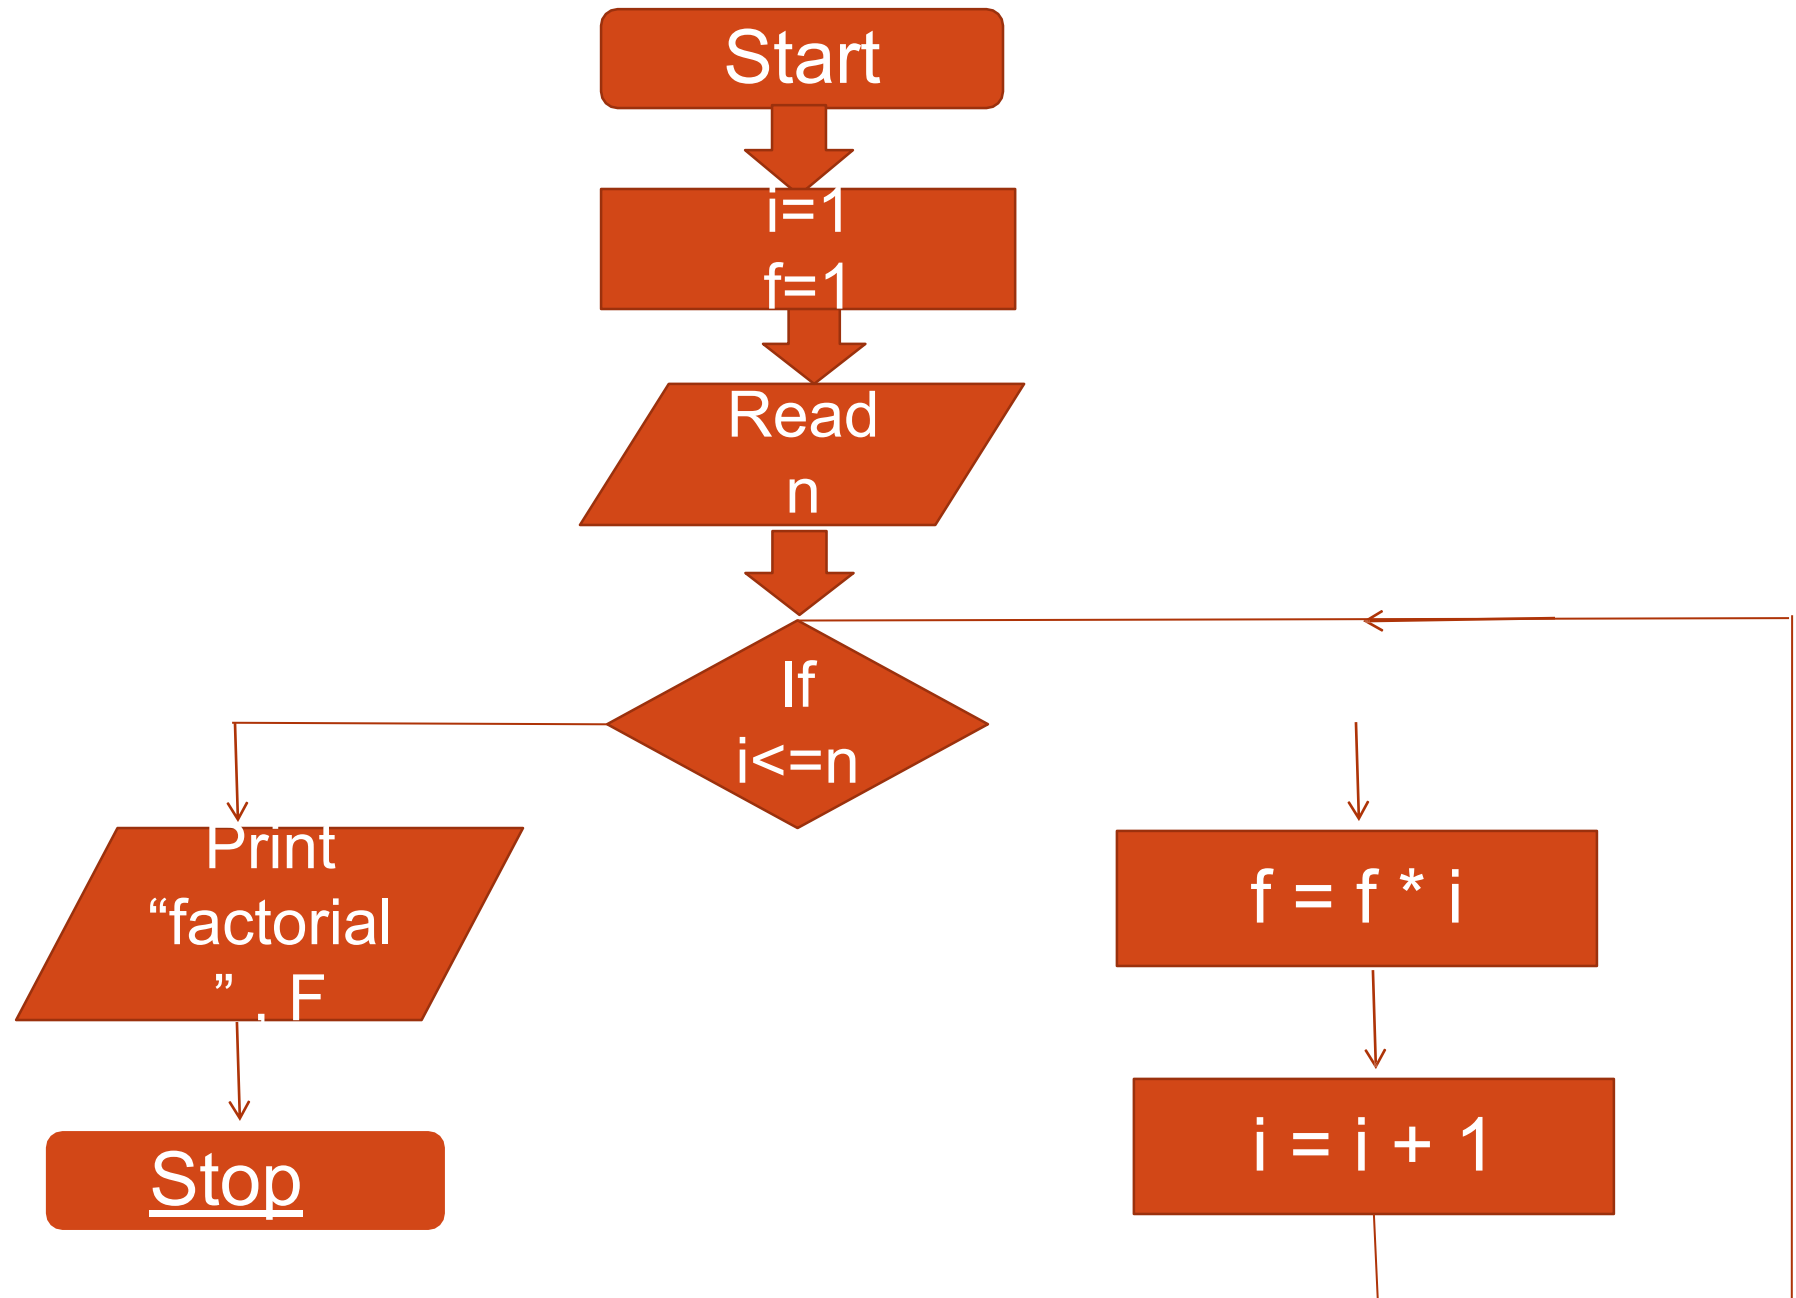 Start
i=1
f=1
Read
n
If
i<=n
Print
“factorial
” , F
f = f * i
i = i + 1
Stop